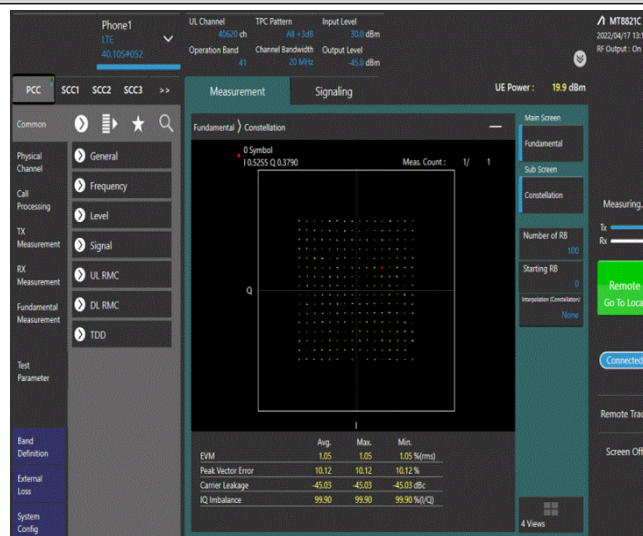 Phone1
LTE
40.10S#052
UL Channel
40620 ch
TPC Pattern
All +3dB
Input Level
30.0 dBm
Operation Band
41
Channel Bandwidth
20 MHz
Output Level
-45.0 dBm
MT8821C
2022/04/17 13:1
RF Output : On
PCC SCC1 SCC2 SCC3 >>
Measurement
Signaling
UE Power : 19.9 dBm
Common
Physical
Channel
Call
Processing
TX
Measurement
RX
Measurement
Fundamental
Measurement
Test
Parameter
Band
Definition
External
Loss
System
Config
General
Frequency
Level
Signal
UL RMC
DL RMC
TDD
Fundamental ⟩ Constellation
0 Symbol
I 0.5255 Q 0.3790
Meas. Count : 1/ 1
Q
I
Avg. Max. Min.
EVM 1.05 1.05 1.05 %(rms)
Peak Vector Error 10.12 10.12 10.12 %
Carrier Leakage -45.03 -45.03 -45.03 dBc
IQ Imbalance 99.90 99.90 99.90 %(I/Q)
Main Screen
Fundamental
Sub Screen
Constellation
Number of RB
100
Starting RB
0
Interpolation (Constellation)
None
4 Views
Measuring.
Tx
Rx
Remote
Go To Loca
Connected
Remote Trac
Screen Off